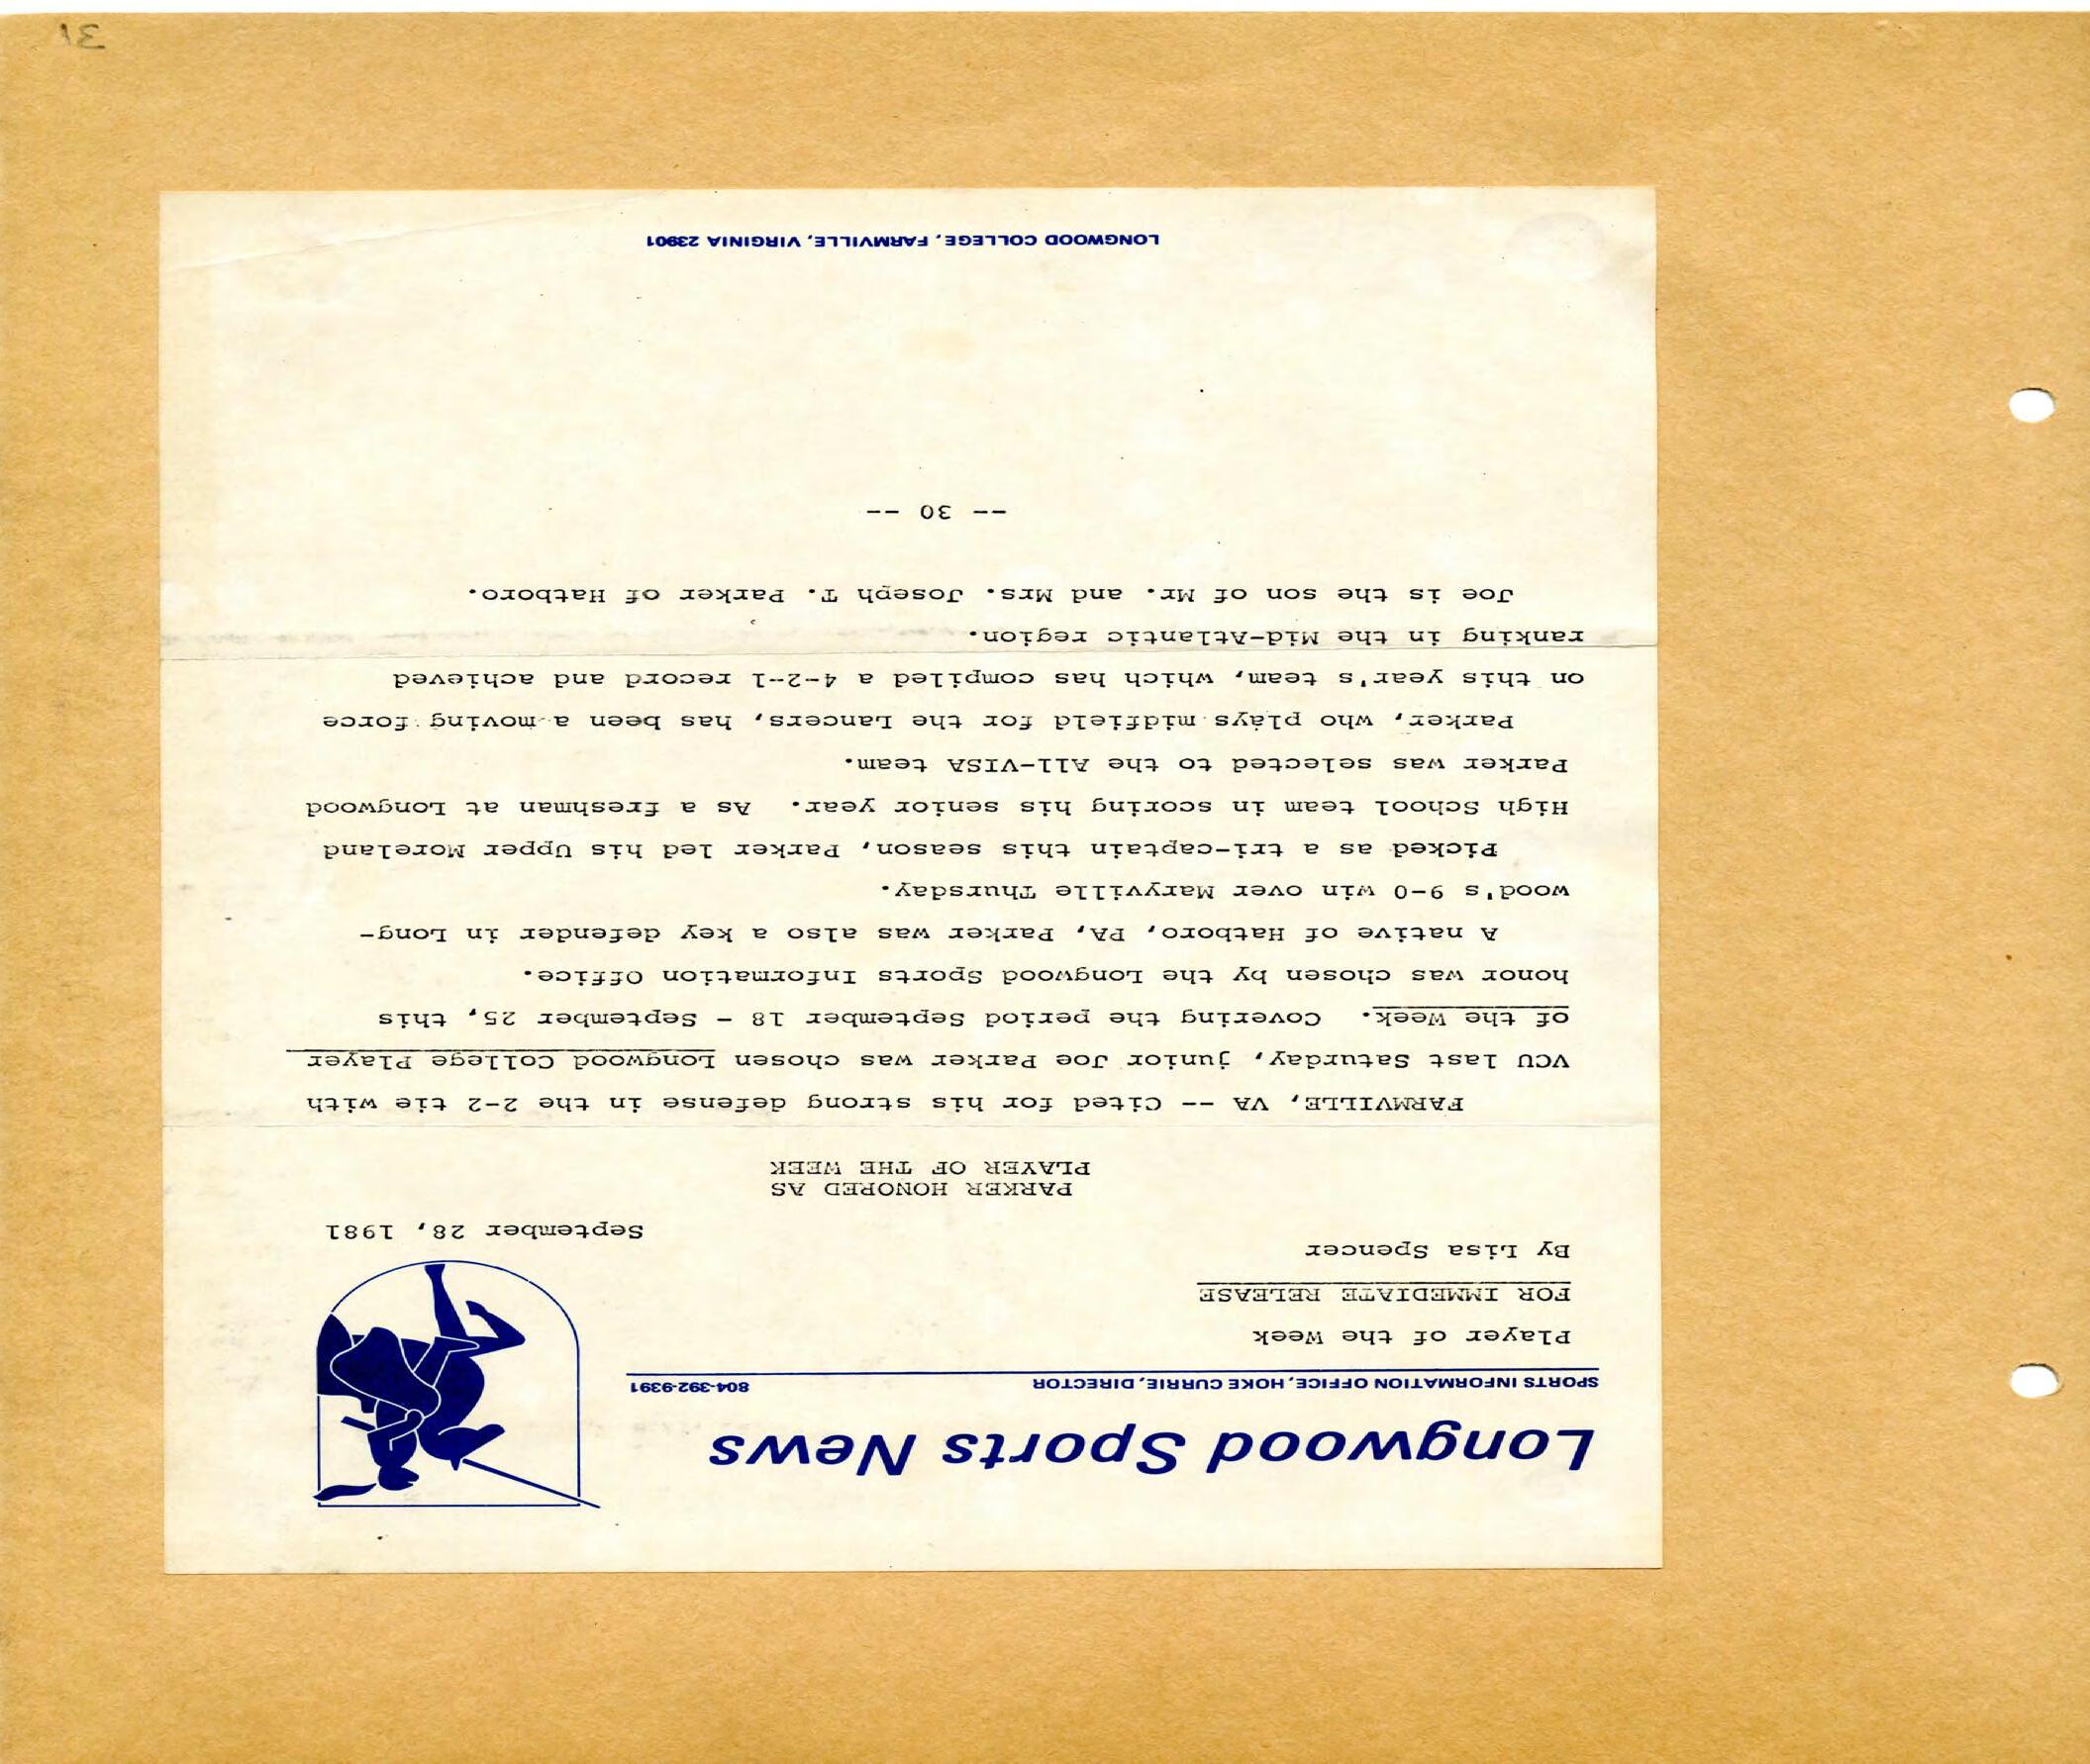 Longwood Sports News
SPORTS INFORMATION OFFICE, HOKE CURRIE, DIRECTOR 804-392-9391
Player of the Week
FOR IMMEDIATE RELEASE
By Lisa Spencer
September 28, 1981
PARKER HONORED AS
PLAYER OF THE WEEK
FARMVILLE, VA -- Cited for his strong defense in the 2-2 tie with
VCU last Saturday, junior Joe Parker was chosen Longwood College Player
of the Week. Covering the period September 18 - September 25, this
honor was chosen by the Longwood Sports Information Office.
A native of Hatboro, PA, Parker was also a key defender in Long-
wood's 9-0 win over Maryville Thursday.
Picked as a tri-captain this season, Parker led his Upper Moreland
High School team in scoring his senior year. As a freshman at Longwood
Parker was selected to the All-VISA team.
Parker, who plays midfield for the Lancers, has been a moving force
on this year's team, which has compiled a 4-2-1 record and achieved
ranking in the Mid-Atlantic region.
Joe is the son of Mr. and Mrs. Joseph T. Parker of Hatboro.
-- 30 --
LONGWOOD COLLEGE, FARMVILLE, VIRGINIA 23901
31